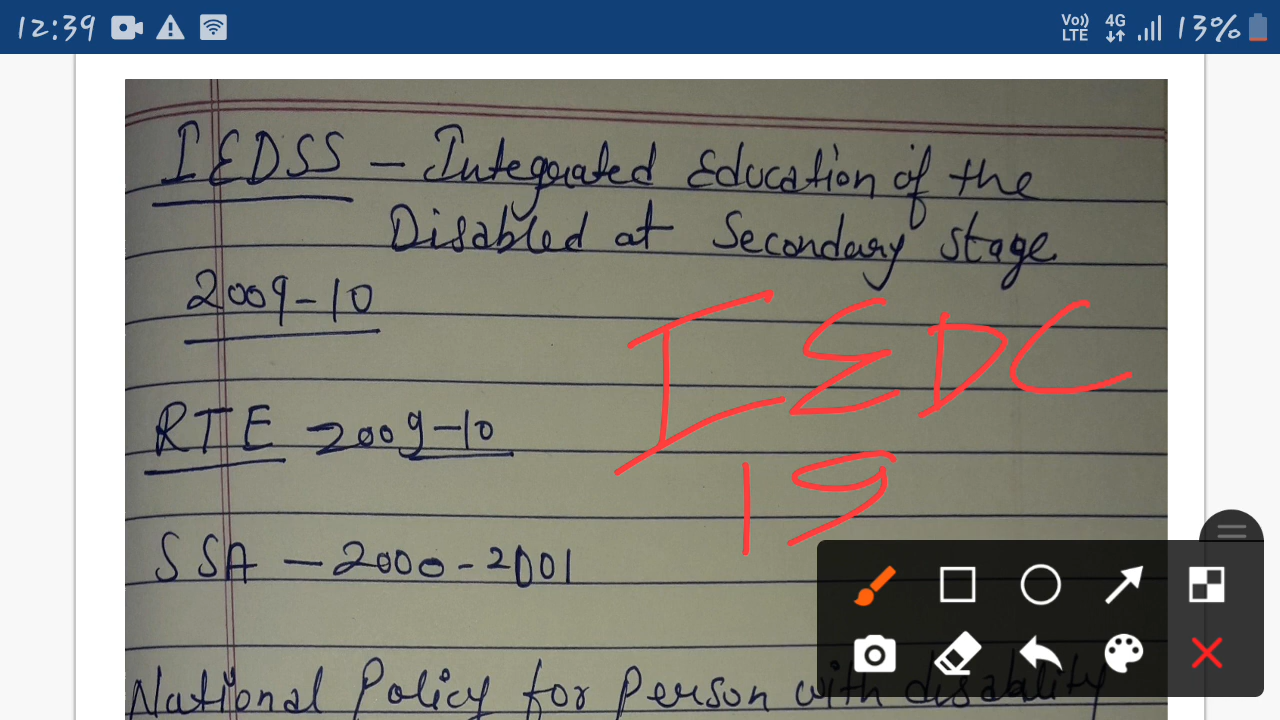 12:39 Vo)) LTE 4G 13%
IEDSS - Integrated Education of the
Disabled at Secondary Stage
2009-10
IEDC
RTE 2009-10
19
SSA - 2000-2001
National Policy for Person with disability